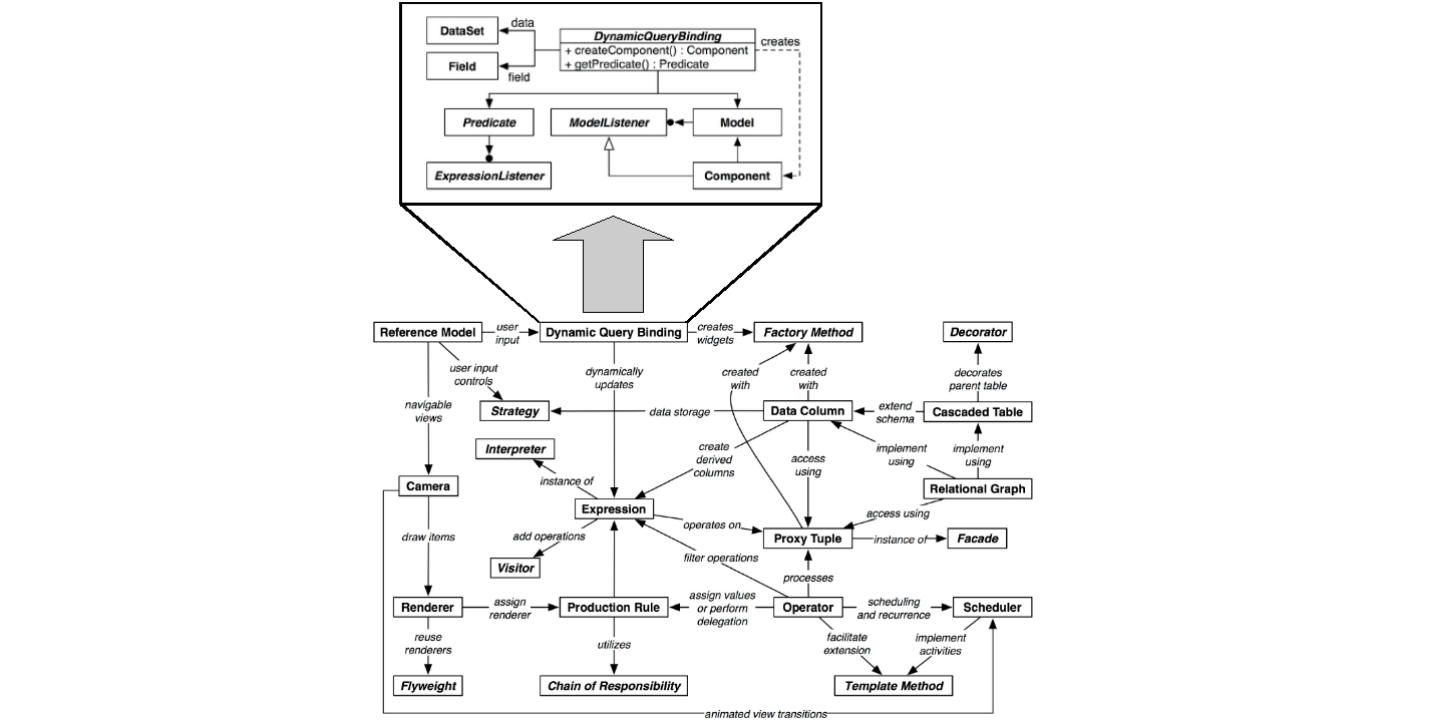 data
DataSet
DynamicQueryBinding
creates
+ createComponent() : Component
Field
+ getPredicate() : Predicate
field
Predicate
ModelListener
Model
ExpressionListener
Component
Reference Model
user
input
Dynamic Query Binding
creates
widgets
Factory Method
Decorator
user input
controls
dynamically
updates
created
with
created
with
decorates
parent table
navigable
views
Strategy
data storage
Data Column
extend
schema
Cascaded Table
Interpreter
create
derived
columns
access
using
implement
using
implement
using
Camera
instance of
Relational Graph
Expression
operates on
access using
draw items
add operations
Proxy Tuple
instance of
Facade
Visitor
filter operations
processes
Renderer
assign
renderer
Production Rule
assign values
or perform
delegation
Operator
scheduling
and recurrence
Scheduler
reuse
renderers
utilizes
facilitate
extension
implement
activities
Flyweight
Chain of Responsibility
Template Method
animated view transitions